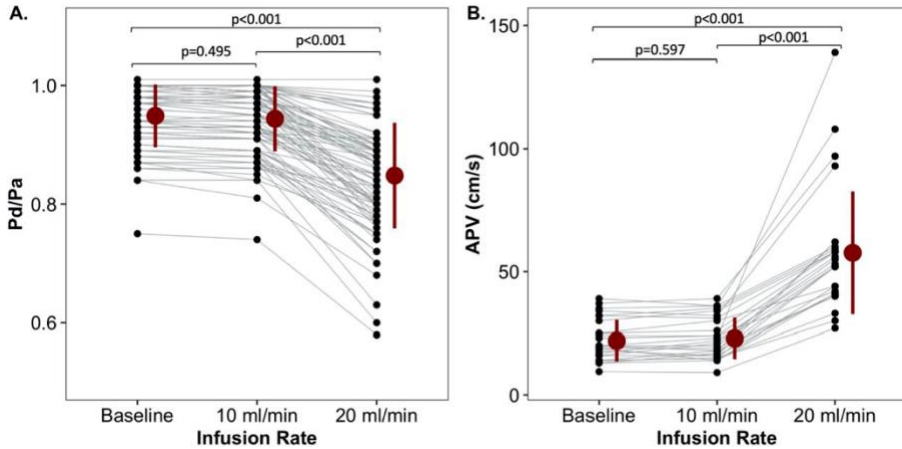 A.
p<0.001
p=0.495
p<0.001
Pd/Pa
1.0
0.8
0.6
Baseline
10 ml/min
20 ml/min
Infusion Rate
B.
p<0.001
p=0.597
p<0.001
APV (cm/s)
150
100
50
0
Baseline
10 ml/min
20 ml/min
Infusion Rate